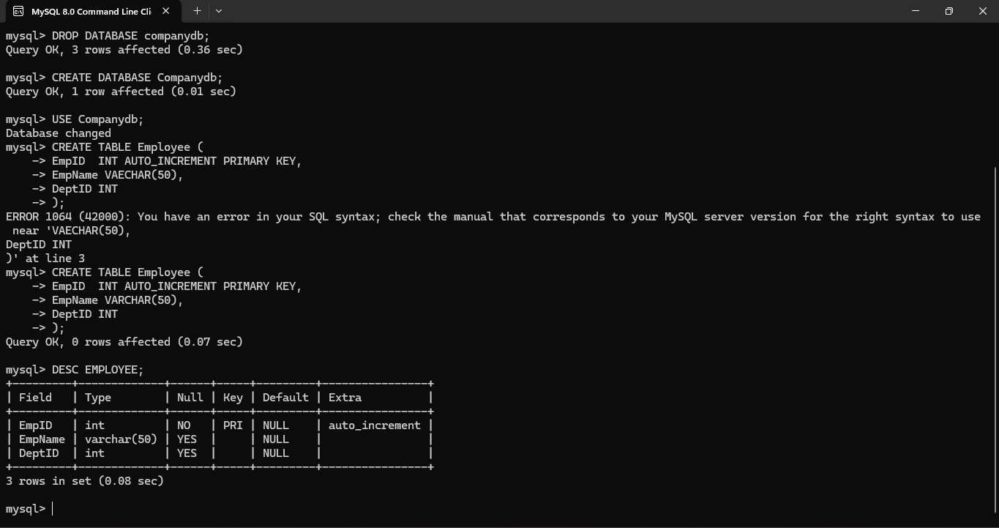 MySQL 8.0 Command Line Cli
mysql> DROP DATABASE companydb;
Query OK, 3 rows affected (0.36 sec)
mysql> CREATE DATABASE Companydb;
Query OK, 1 row affected (0.01 sec)
mysql> USE Companydb;
Database changed
mysql> CREATE TABLE Employee (
    -> EmpID  INT AUTO_INCREMENT PRIMARY KEY,
    -> EmpName VAECHAR(50),
    -> DeptID INT
    -> );
ERROR 1064 (42000): You have an error in your SQL syntax; check the manual that corresponds to your MySQL server version for the right syntax to use
 near 'VAECHAR(50),
DeptID INT
)' at line 3
mysql> CREATE TABLE Employee (
    -> EmpID  INT AUTO_INCREMENT PRIMARY KEY,
    -> EmpName VARCHAR(50),
    -> DeptID INT
    -> );
Query OK, 0 rows affected (0.07 sec)
mysql> DESC EMPLOYEE;
+---------+-------------+------+-----+---------+----------------+
| Field   | Type        | Null | Key | Default | Extra          |
+---------+-------------+------+-----+---------+----------------+
| EmpID   | int         | NO   | PRI | NULL    | auto_increment |
| EmpName | varchar(50) | YES  |     | NULL    |                |
| DeptID  | int         | YES  |     | NULL    |                |
+---------+-------------+------+-----+---------+----------------+
3 rows in set (0.08 sec)
mysql>